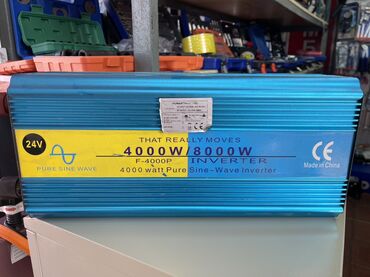 24V
PURE SINE WAVE
THAT REALLY MOVES
4000W/8000W
F-4000P INVERTER
4000 watt Pure Sine-Wave Inverter
CE
Made in China